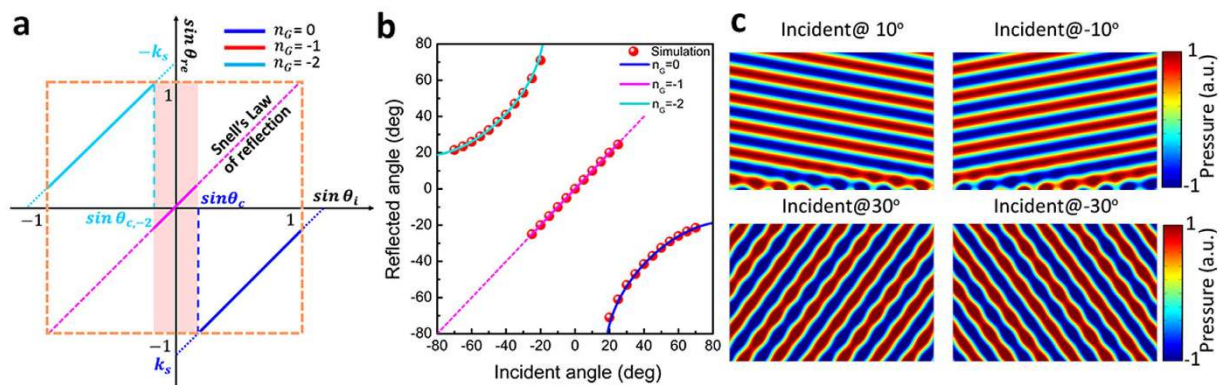 a
sin θre
−ks
nG= 0
nG= -1
nG= -2
1
Snell's Law
of reflection
−1
sin θc,−2
sinθc
1
sin θi
−1
ks
b
Reflected angle (deg)
80
60
40
20
0
-20
-40
-60
-80
Simulation
nG=0
nG=-1
nG=-2
-80 -60 -40 -20 0 20 40 60 80
Incident angle (deg)
c
Incident@ 10°
Incident@-10°
1
Pressure (a.u.)
-1
Incident@30°
Incident@-30°
1
Pressure (a.u.)
-1